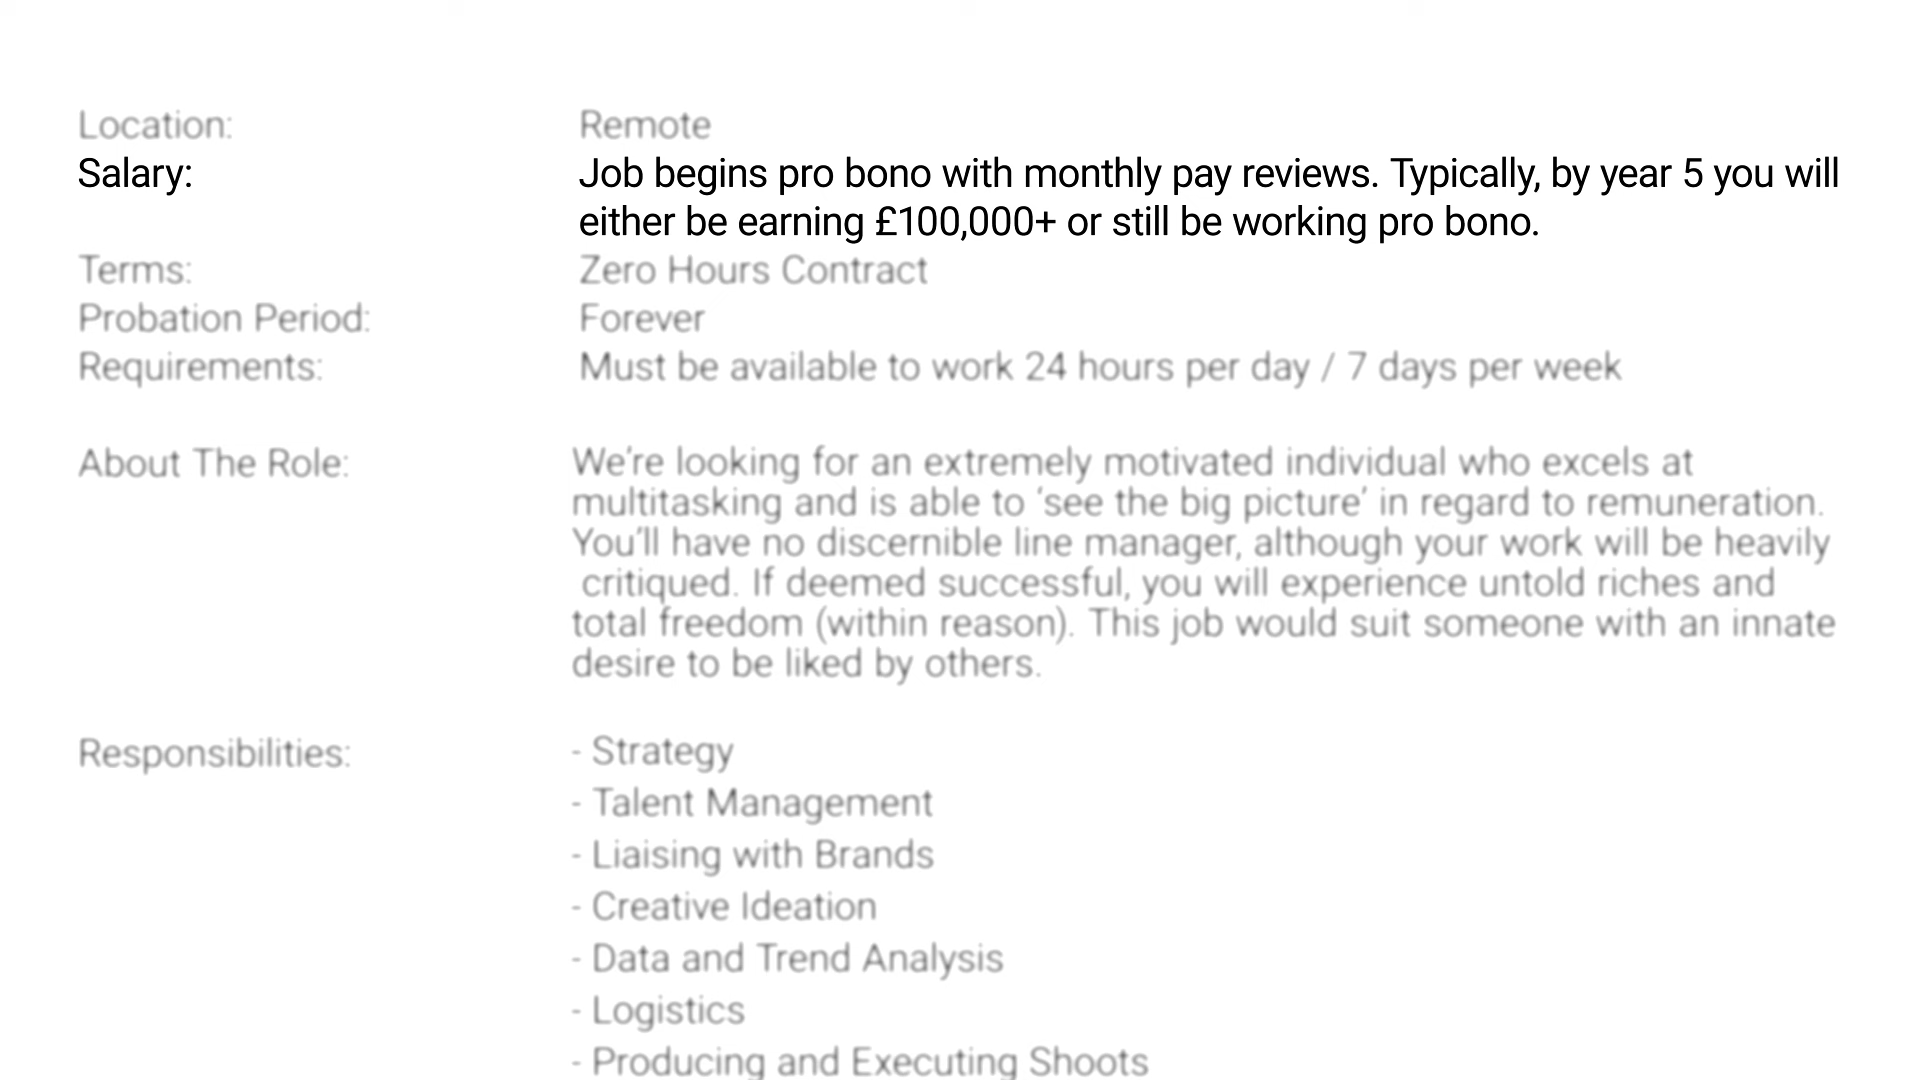 Location: Remote
Salary: Job begins pro bono with monthly pay reviews. Typically, by year 5 you will
either be earning £100,000+ or still be working pro bono.
Terms: Zero Hours Contract
Probation Period: Forever
Requirements: Must be available to work 24 hours per day / 7 days per week
About The Role: We're looking for an extremely motivated individual who excels at
multitasking and is able to ‘see the big picture’ in regard to remuneration.
You'll have no discernible line manager, although your work will be heavily
critiqued. If deemed successful, you will experience untold riches and
total freedom (within reason). This job would suit someone with an innate
desire to be liked by others.
Responsibilities: - Strategy
- Talent Management
- Liaising with Brands
- Creative Ideation
- Data and Trend Analysis
- Logistics
- Producing and Executing Shoots